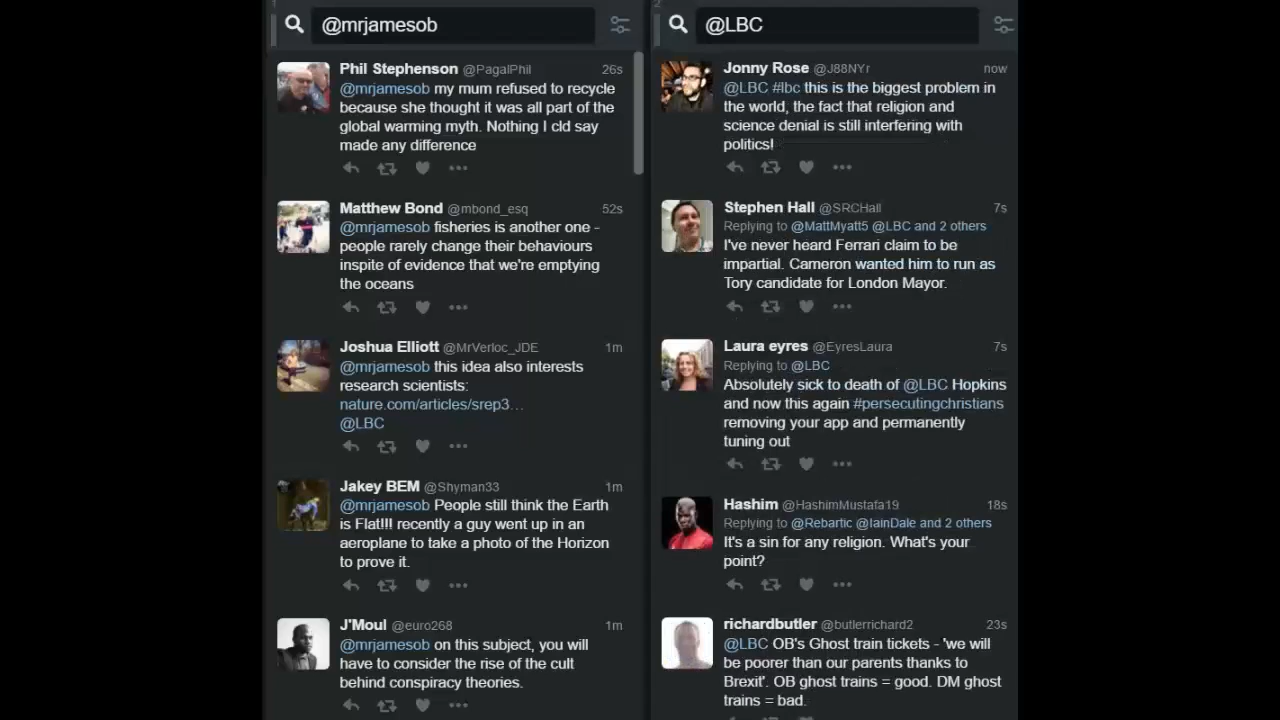 1
@mrjamesob
Phil Stephenson @PagalPhil 26s
@mrjamesob my mum refused to recycle
because she thought it was all part of the
global warming myth. Nothing I cld say
made any difference
Matthew Bond @mbond_esq 52s
@mrjamesob fisheries is another one -
people rarely change their behaviours
inspite of evidence that we're emptying
the oceans
Joshua Elliott @MrVerloc_JDE 1m
@mrjamesob this idea also interests
research scientists:
nature.com/articles/srep3…
@LBC
Jakey BEM @Shyman33 1m
@mrjamesob People still think the Earth
is Flat!!! recently a guy went up in an
aeroplane to take a photo of the Horizon
to prove it.
J'Moul @euro268 1m
@mrjamesob on this subject, you will
have to consider the rise of the cult
behind conspiracy theories.
2
@LBC
Jonny Rose @J88NYr now
@LBC #lbc this is the biggest problem in
the world, the fact that religion and
science denial is still interfering with
politics!
Stephen Hall @SRCHall 7s
Replying to @MattMyatt5 @LBC and 2 others
I've never heard Ferrari claim to be
impartial. Cameron wanted him to run as
Tory candidate for London Mayor.
Laura eyres @EyresLaura 7s
Replying to @LBC
Absolutely sick to death of @LBC Hopkins
and now this again #persecutingchristians
removing your app and permanently
tuning out
Hashim @HashimMustafa19 18s
Replying to @Rebartic @IainDale and 2 others
It's a sin for any religion. What's your
point?
richardbutler @butlerrichard2 23s
@LBC OB's Ghost train tickets - 'we will
be poorer than our parents thanks to
Brexit'. OB ghost trains = good. DM ghost
trains = bad.